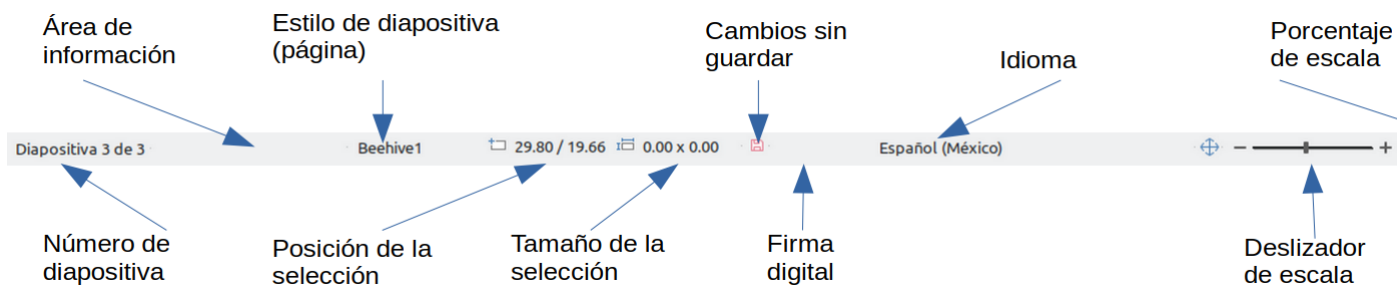 Área de
información
Estilo de diapositiva
(página)
Cambios sin
guardar
Idioma
Porcentaje
de escala
Diapositiva 3 de 3
Beehive1
29.80 / 19.66
0.00 x 0.00
Español (México)
Número de
diapositiva
Posición de la
selección
Tamaño de la
selección
Firma
digital
Deslizador
de escala